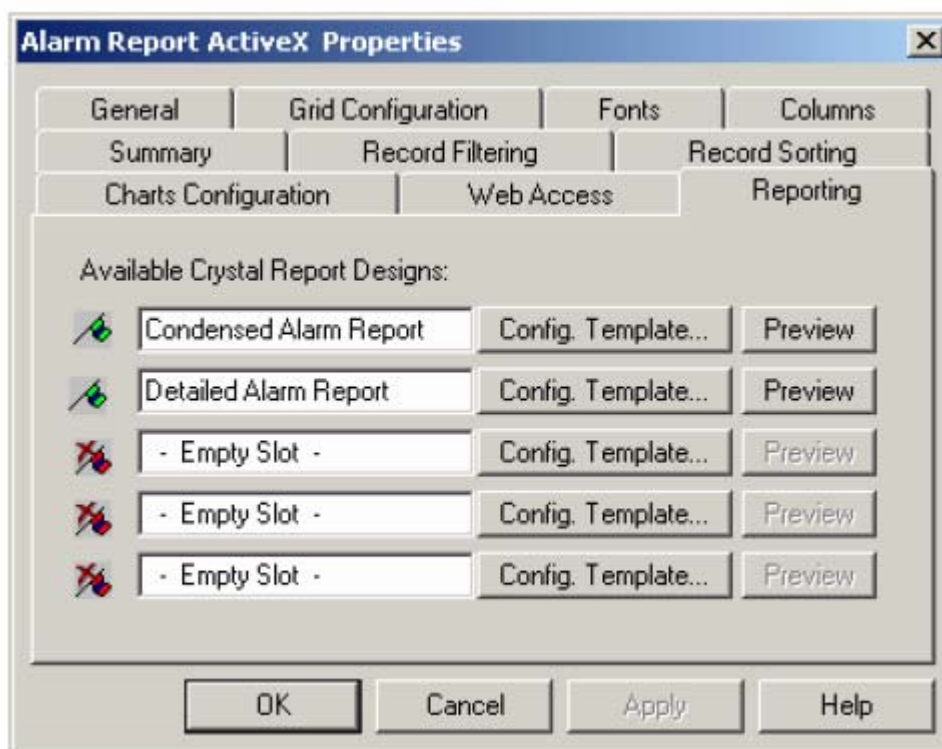 Alarm Report ActiveX Properties
General Grid Configuration Fonts Columns
Summary Record Filtering Record Sorting
Charts Configuration Web Access Reporting
Available Crystal Report Designs:
Condensed Alarm Report Config. Template... Preview
Detailed Alarm Report Config. Template... Preview
- Empty Slot - Config. Template... Preview
- Empty Slot - Config. Template... Preview
- Empty Slot - Config. Template... Preview
OK Cancel Apply Help